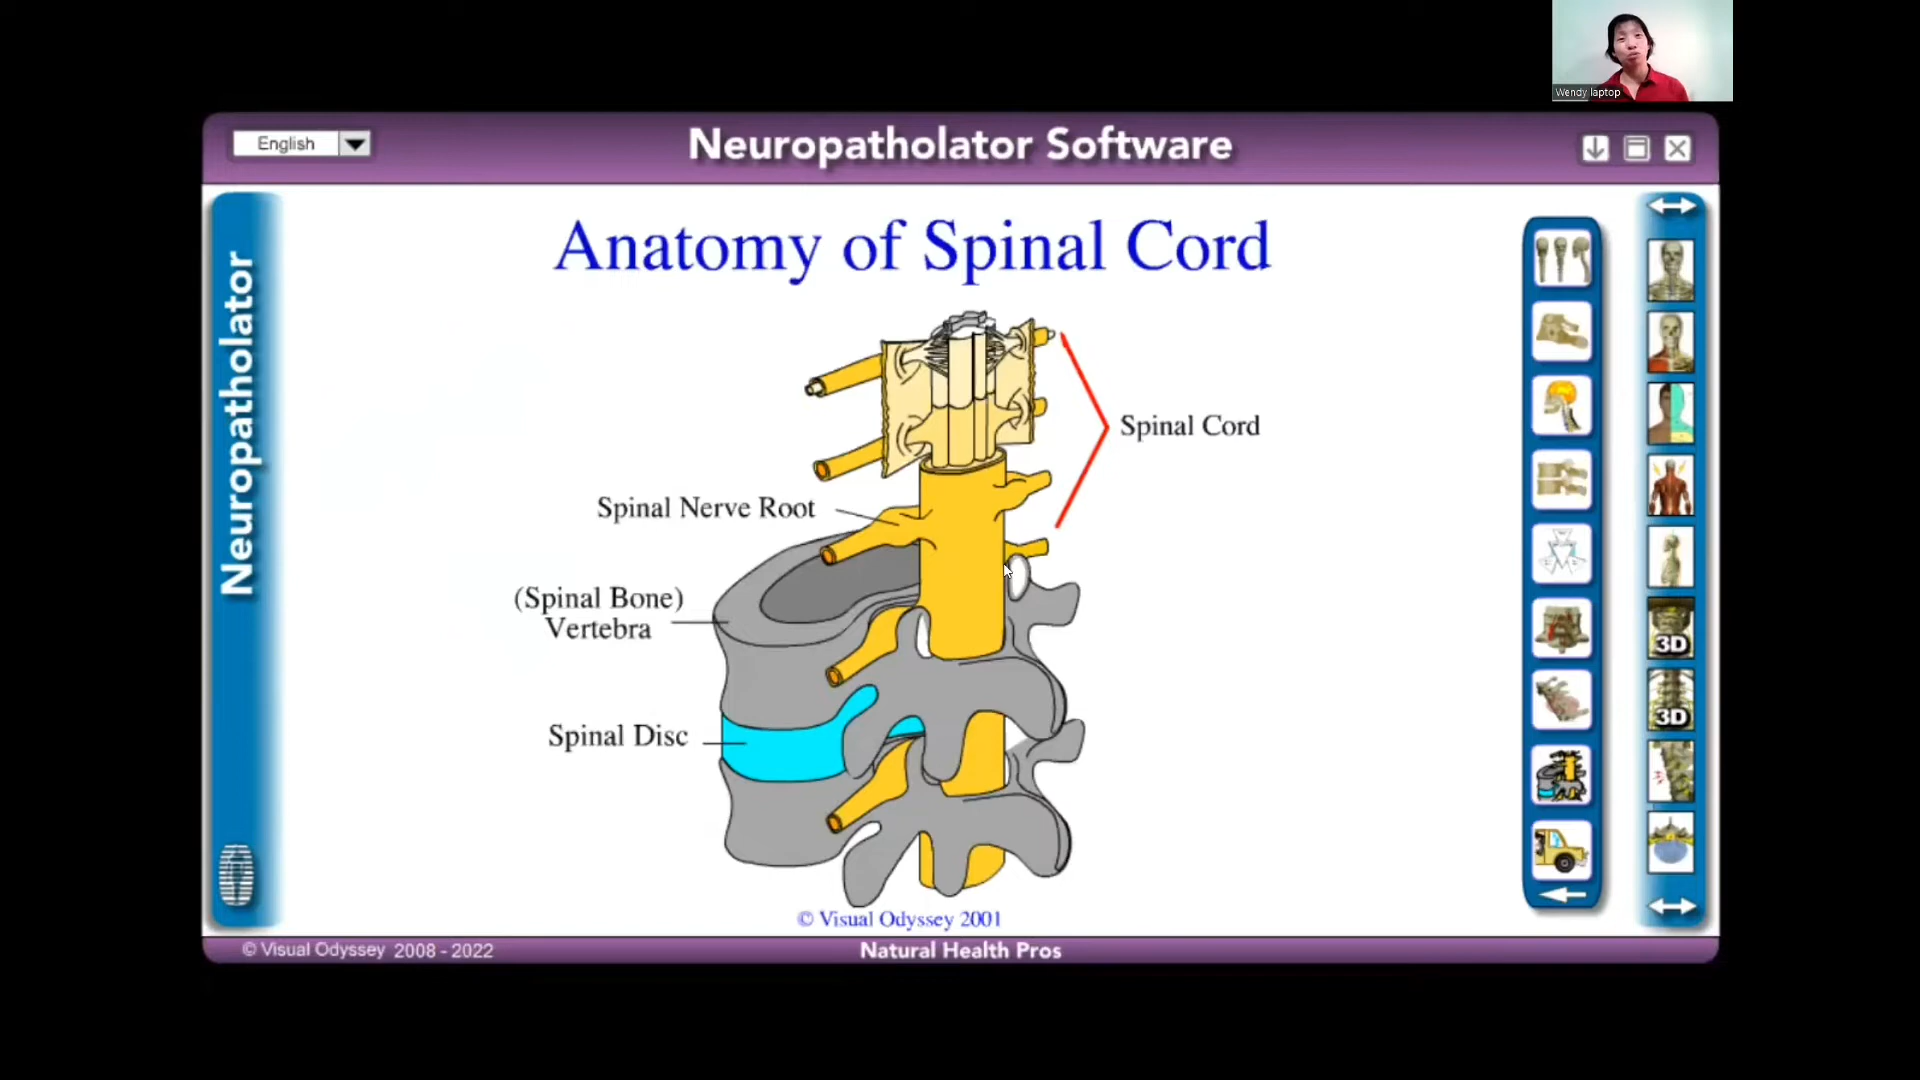 Wendy laptop
English
Neuropatholator Software
Neuropatholator
Anatomy of Spinal Cord
Spinal Cord
Spinal Nerve Root
(Spinal Bone)
Vertebra
Spinal Disc
3D
3D
© Visual Odyssey 2001
© Visual Odyssey 2008 - 2022
Natural Health Pros